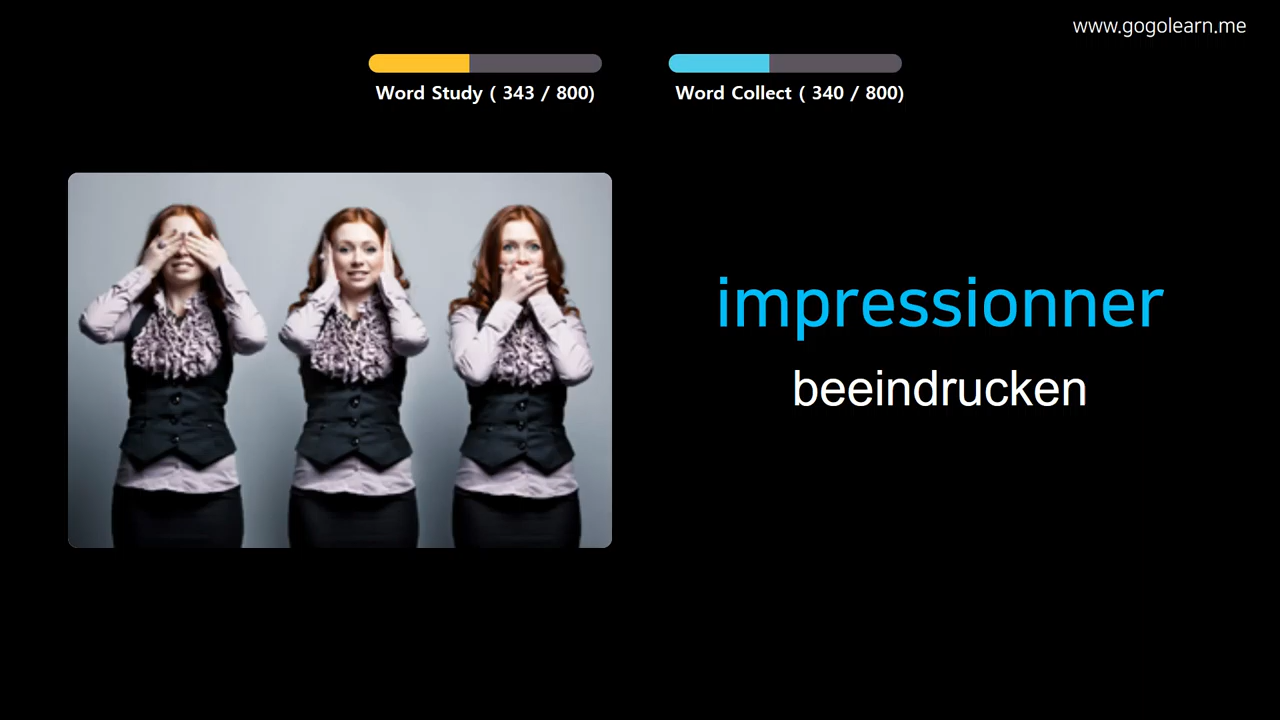 www.gogolearn.me
Word Study ( 343 / 800)
Word Collect ( 340 / 800)
impressionner
beeindrucken